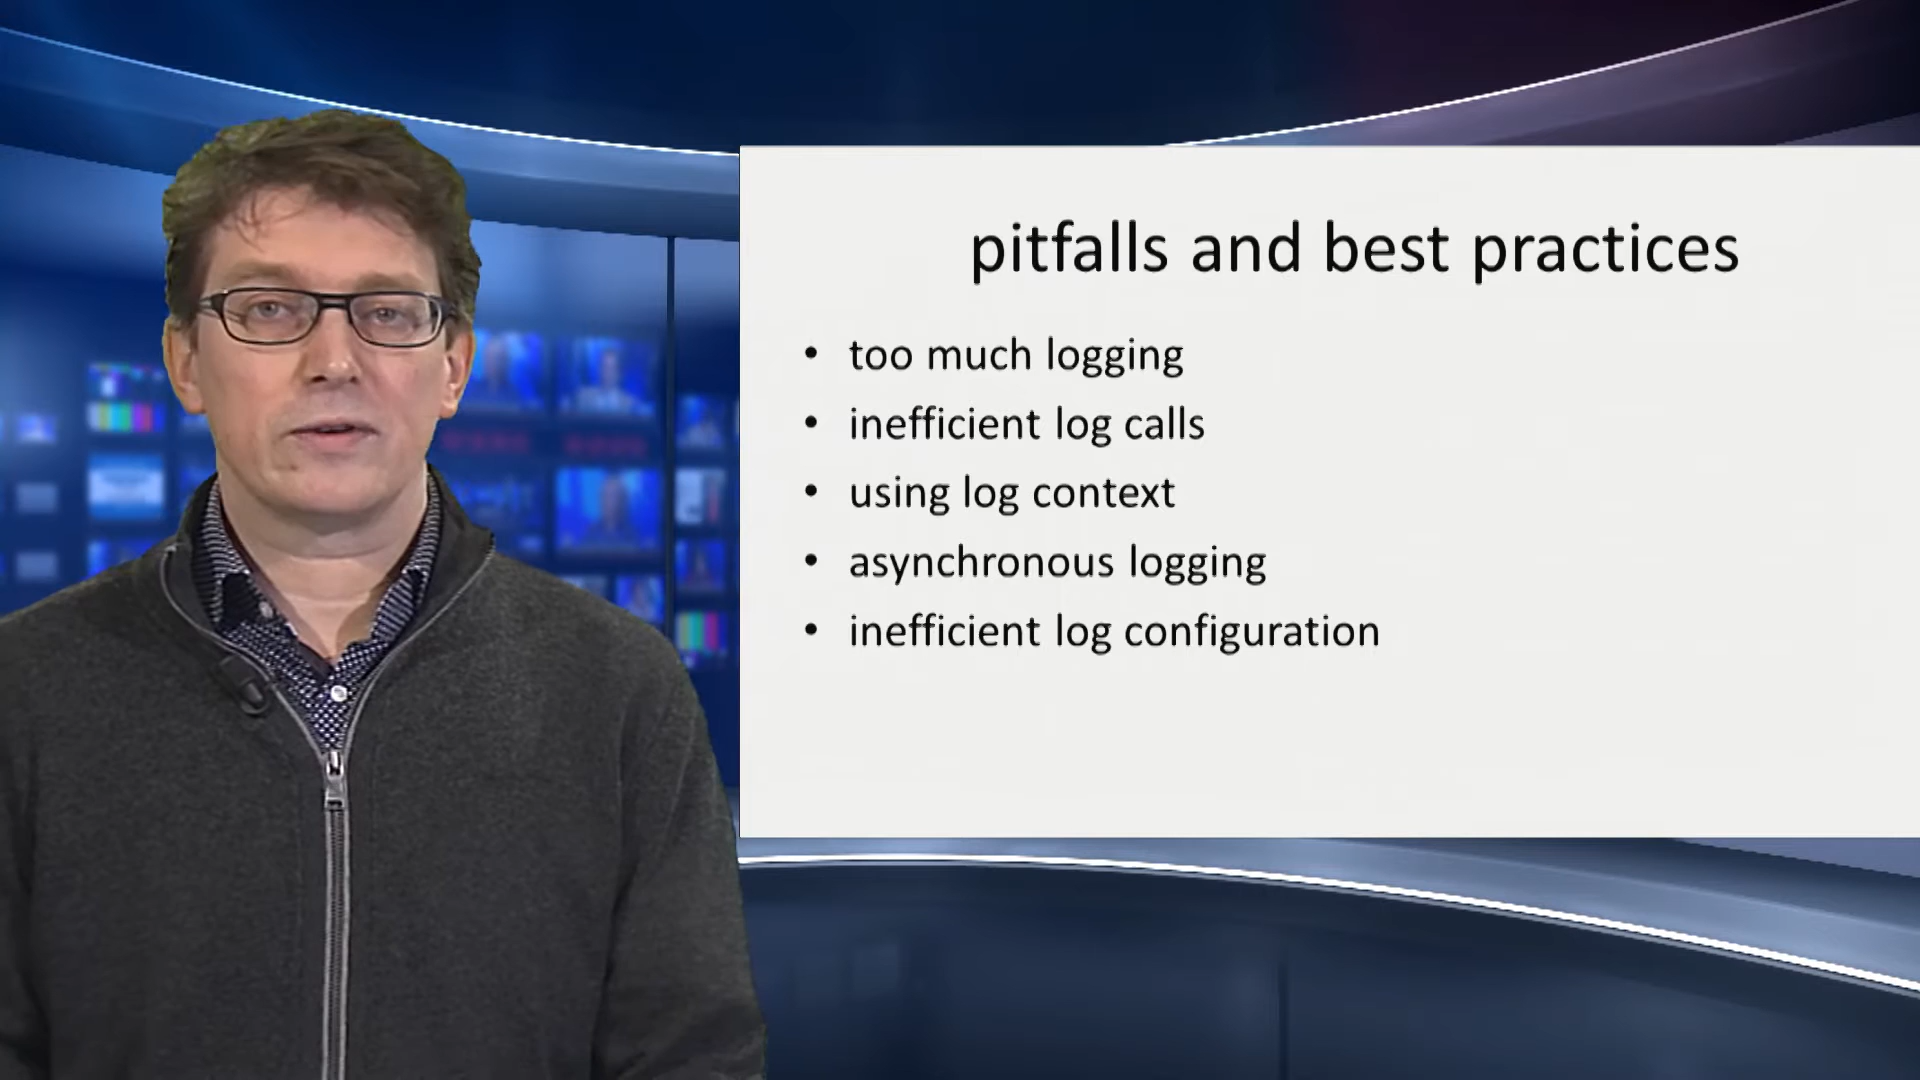 pitfalls and best practices
• too much logging
• inefficient log calls
• using log context
• asynchronous logging
• inefficient log configuration